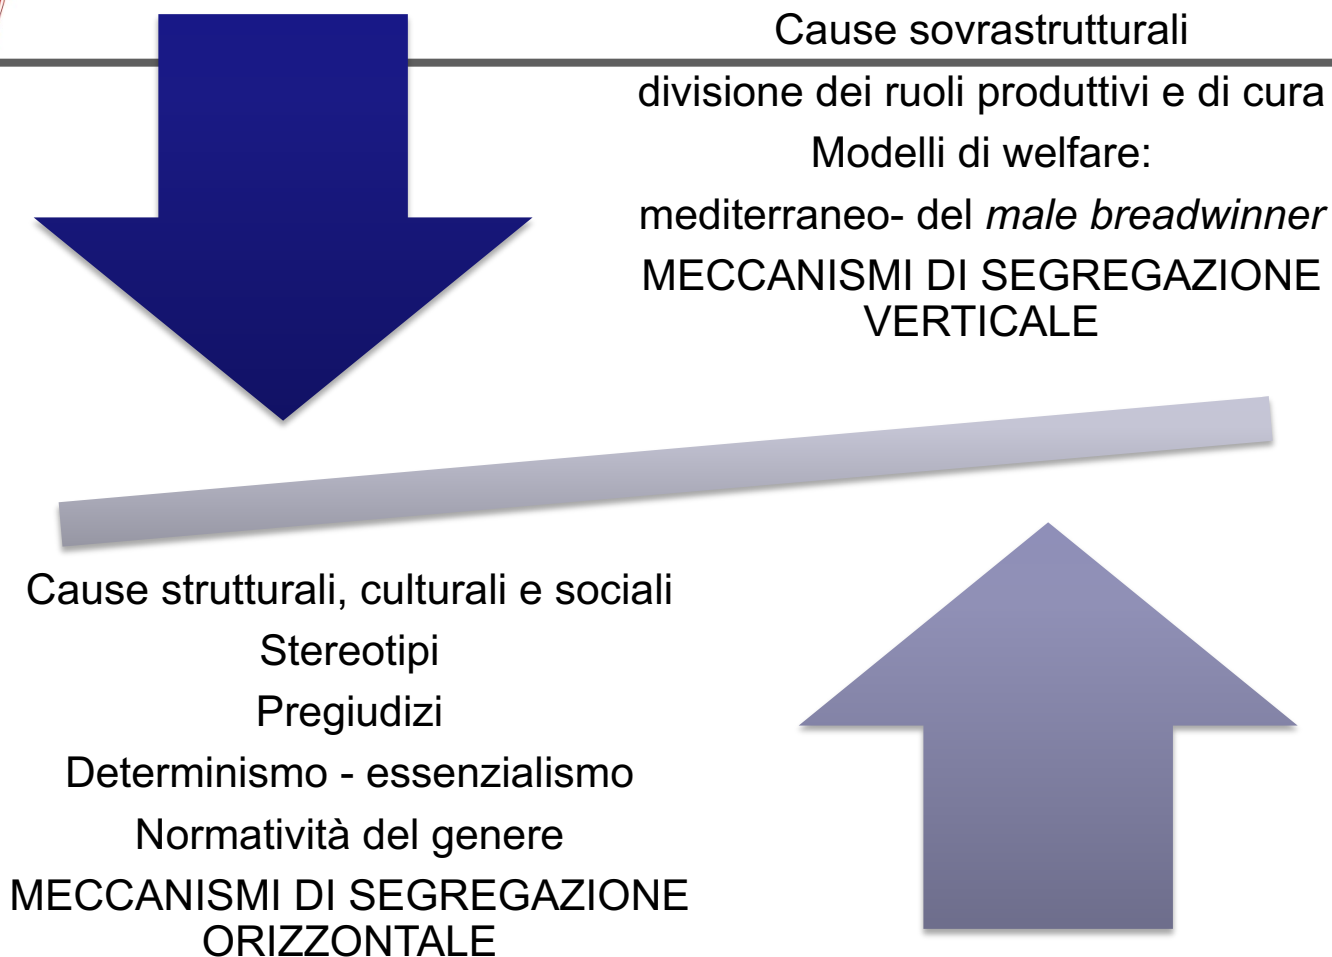 Cause sovrastrutturali
divisione dei ruoli produttivi e di cura
Modelli di welfare:
mediterraneo- del male breadwinner
MECCANISMI DI SEGREGAZIONE
VERTICALE
Cause strutturali, culturali e sociali
Stereotipi
Pregiudizi
Determinismo - essenzialismo
Normatività del genere
MECCANISMI DI SEGREGAZIONE
ORIZZONTALE